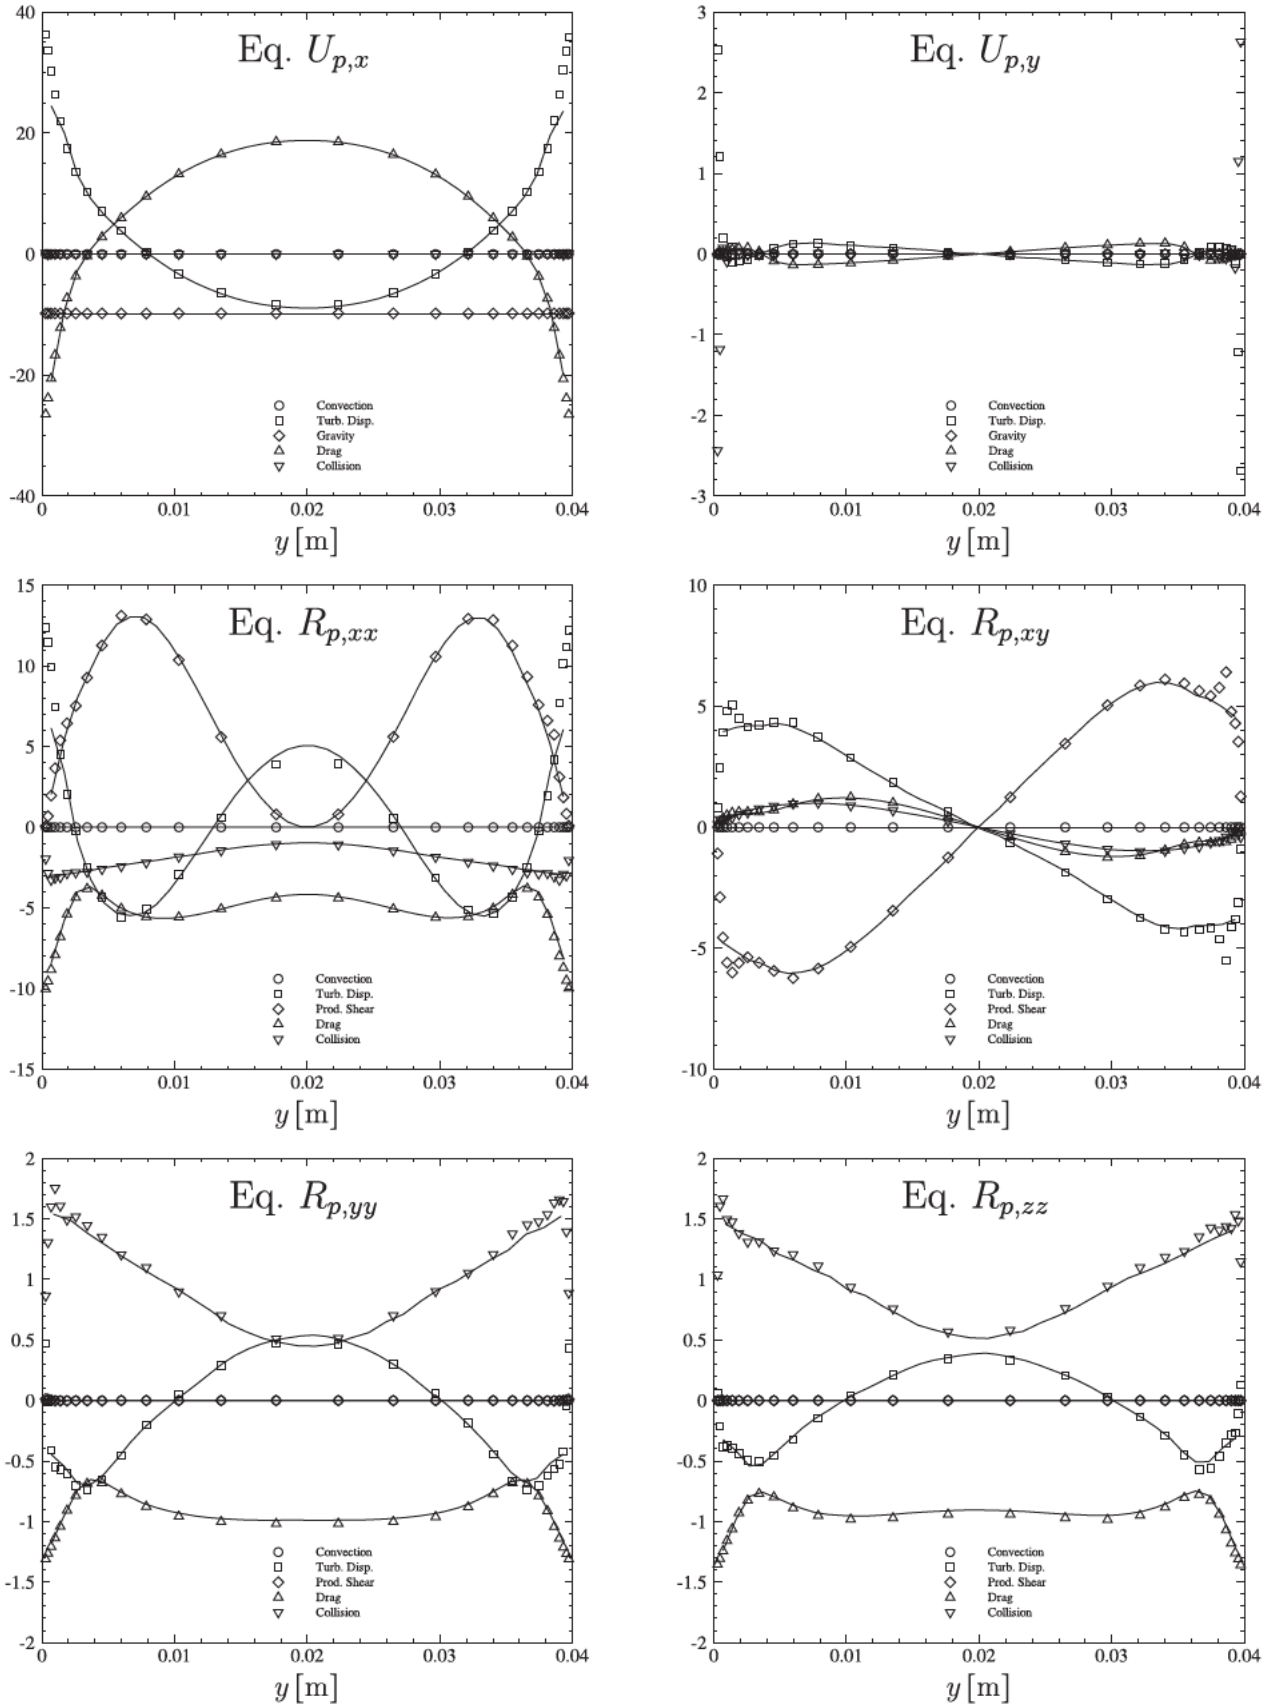 Eq. U_{p,x}
40
20
0
-20
-40
Convection
Turb. Disp.
Gravity
Drag
Collision
0 0.01 0.02 0.03 0.04
y [m]
Eq. U_{p,y}
3
2
1
0
-1
-2
-3
Convection
Turb. Disp.
Gravity
Drag
Collision
0 0.01 0.02 0.03 0.04
y [m]
Eq. R_{p,xx}
15
10
5
0
-5
-10
-15
Convection
Turb. Disp.
Prod. Shear
Drag
Collision
0 0.01 0.02 0.03 0.04
y [m]
Eq. R_{p,xy}
10
5
0
-5
-10
Convection
Turb. Disp.
Prod. Shear
Drag
Collision
0 0.01 0.02 0.03 0.04
y [m]
Eq. R_{p,yy}
2
1.5
1
0.5
0
-0.5
-1
-1.5
-2
Convection
Turb. Disp.
Prod. Shear
Drag
Collision
0 0.01 0.02 0.03 0.04
y [m]
Eq. R_{p,zz}
2
1.5
1
0.5
0
-0.5
-1
-1.5
-2
Convection
Turb. Disp.
Prod. Shear
Drag
Collision
0 0.01 0.02 0.03 0.04
y [m]